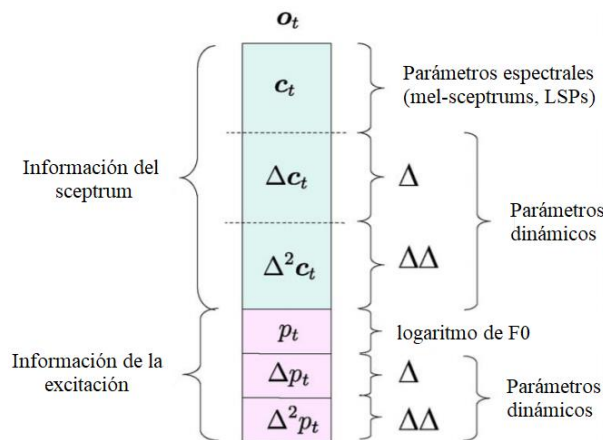 o_t
c_t
Parámetros espectrales
(mel-sceptrums, LSPs)
Información del
sceptrum
Δc_t
Δ
Parámetros
dinámicos
Δ²c_t
ΔΔ
p_t
logaritmo de F0
Información de la
excitación
Δp_t
Δ
Parámetros
dinámicos
Δ²p_t
ΔΔ